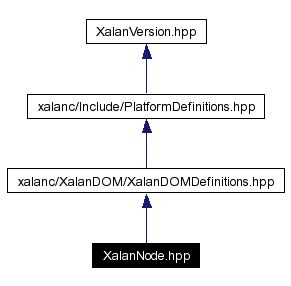 XalanVersion.hpp
xalanc/Include/PlatformDefinitions.hpp
xalanc/XalanDOM/XalanDOMDefinitions.hpp
XalanNode.hpp